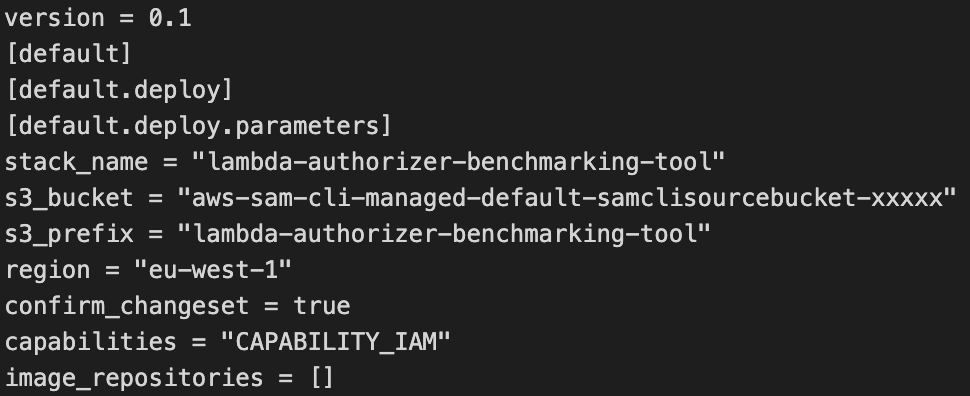 version = 0.1
[default]
[default.deploy]
[default.deploy.parameters]
stack_name = "lambda-authorizer-benchmarking-tool"
s3_bucket = "aws-sam-cli-managed-default-samclisourcebucket-xxxxx"
s3_prefix = "lambda-authorizer-benchmarking-tool"
region = "eu-west-1"
confirm_changeset = true
capabilities = "CAPABILITY_IAM"
image_repositories = []